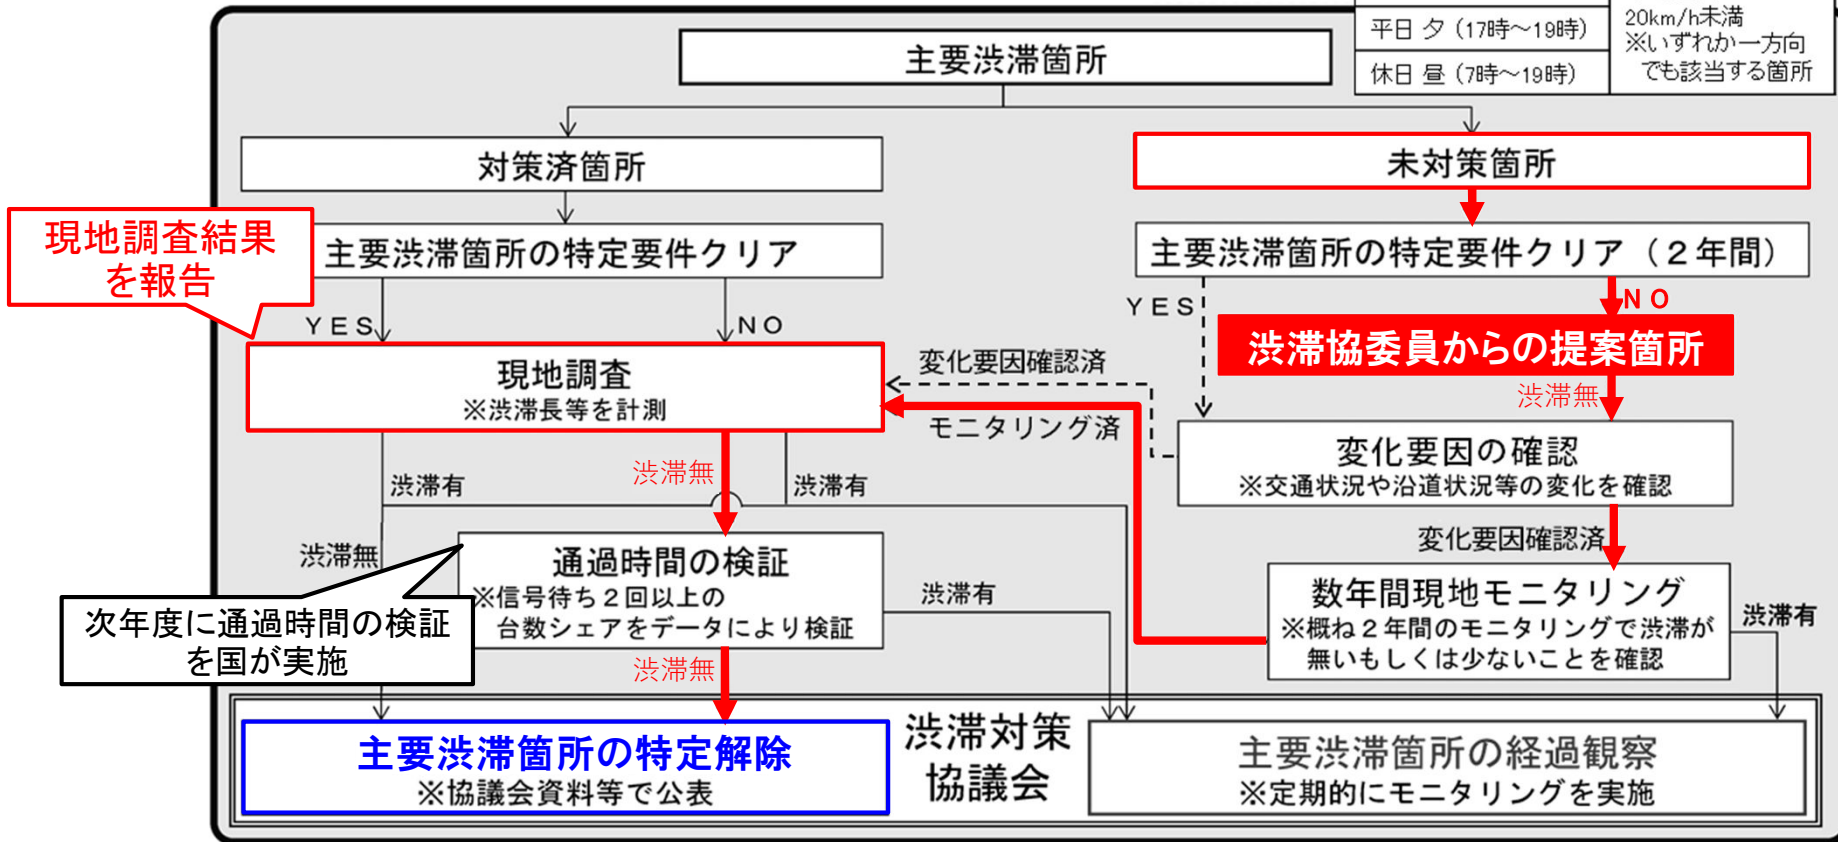 平日 夕（17時～19時）
休日 昼（7時～19時）
20km/h未満
※いずれか一方向
でも該当する箇所
主要渋滞箇所
対策済箇所
未対策箇所
現地調査結果
を報告
主要渋滞箇所の特定要件クリア
主要渋滞箇所の特定要件クリア（２年間）
ＹＥＳ
ＮＯ
ＹＥＳ
ＮＯ
渋滞協委員からの提案箇所
渋滞無
現地調査
※渋滞長等を計測
変化要因確認済
モニタリング済
変化要因の確認
※交通状況や沿道状況等の変化を確認
渋滞有
渋滞無
渋滞有
変化要因確認済
渋滞無
通過時間の検証
※信号待ち２回以上の
台数シェアをデータにより検証
渋滞有
数年間現地モニタリング
※概ね２年間のモニタリングで渋滞が
無いもしくは少ないことを確認
渋滞有
次年度に通過時間の検証
を国が実施
渋滞無
主要渋滞箇所の特定解除
※協議会資料等で公表
渋滞対策
協議会
主要渋滞箇所の経過観察
※定期的にモニタリングを実施